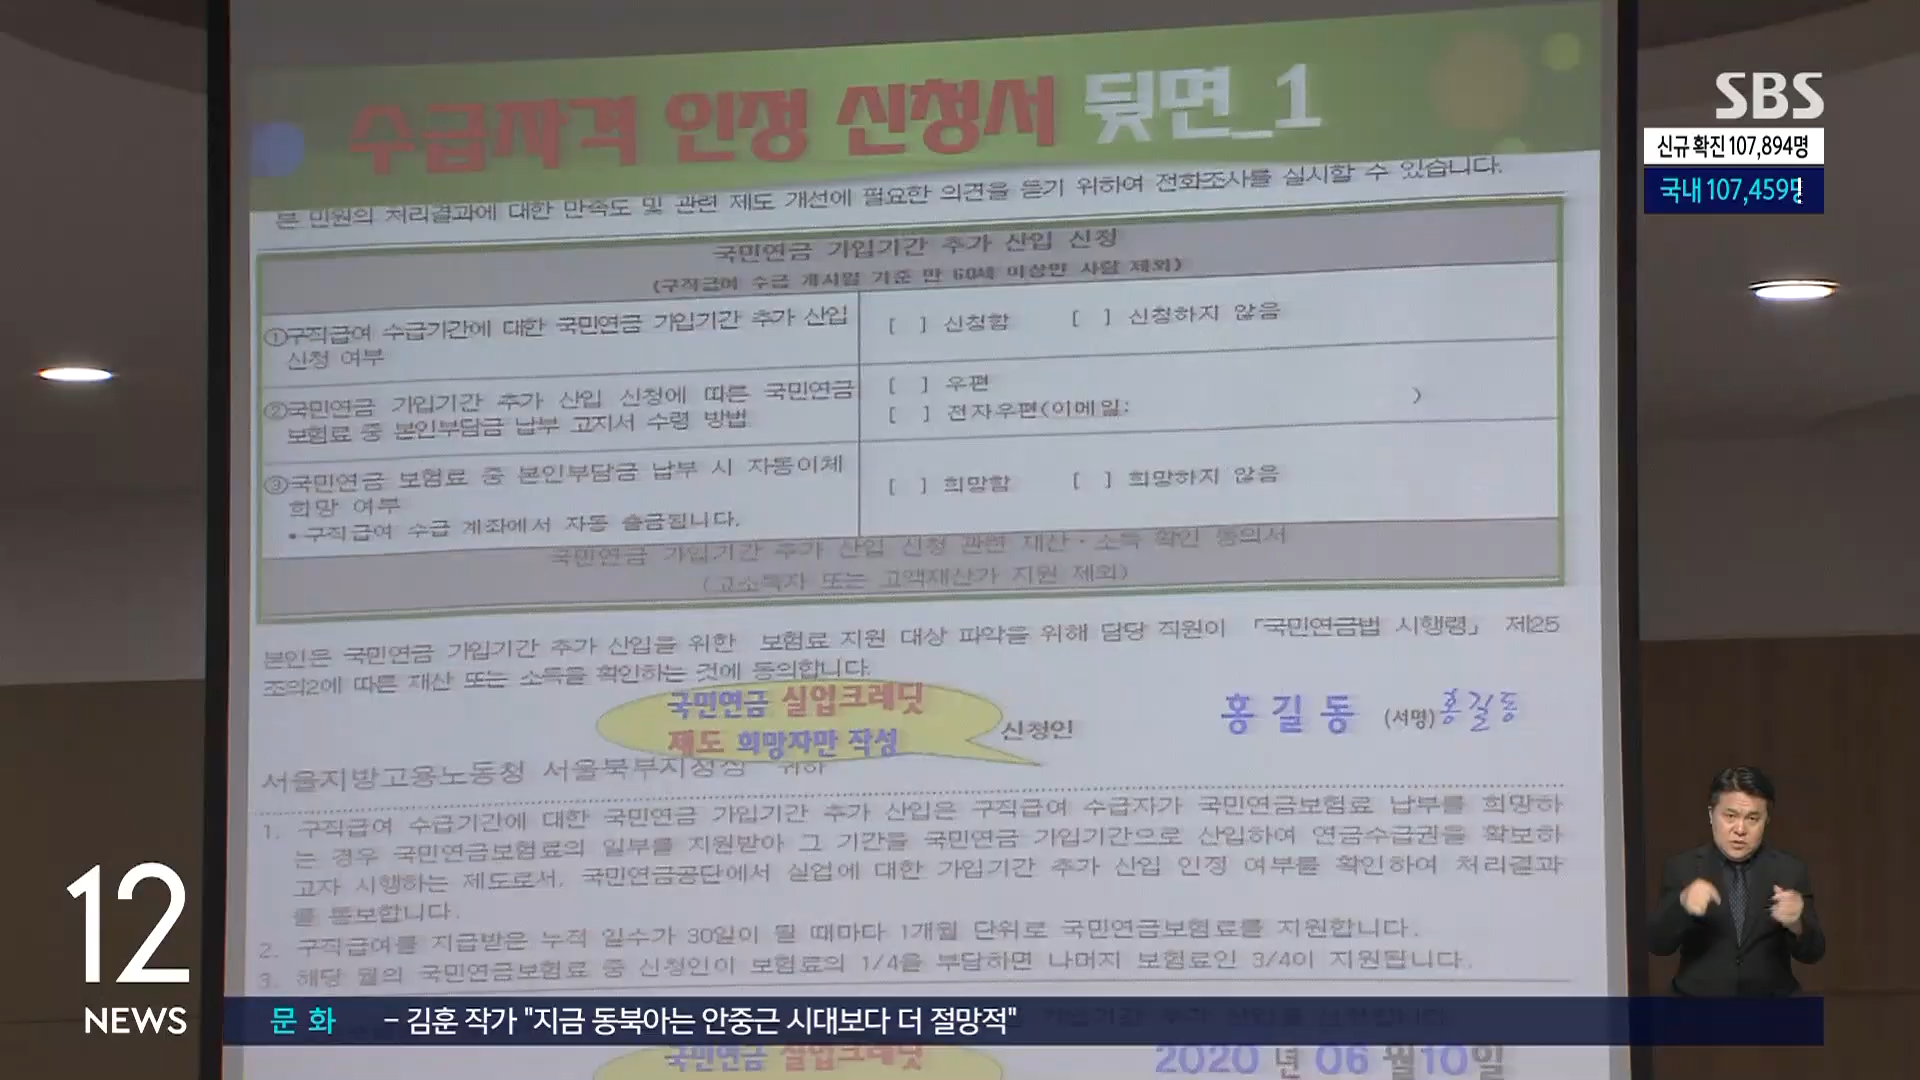 수급자격 인정 신청서 뒷면_1
본 민원의 처리결과에 대한 만족도 및 관련 제도 개선에 필요한 의견을 듣기 위하여 전화조사를 실시할 수 있습니다.
국민연금 가입기간 추가 산입 신청
(구직급여 수급 개시일 기준 만 60세 이상인 사람 제외)
①구직급여 수급기간에 대한 국민연금 가입기간 추가 산입
신청 여부
[ ] 신청함 [ ] 신청하지 않음
②국민연금 가입기간 추가 산입 신청에 따른 국민연금
보험료 중 본인부담금 납부 고지서 수령 방법
[ ] 우편
[ ] 전자우편(이메일: )
③국민연금 보험료 중 본인부담금 납부 시 자동이체
희망 여부
• 구직급여 수급 계좌에서 자동 출금됩니다.
[ ] 희망함 [ ] 희망하지 않음
국민연금 가입기간 추가 산입 신청 관련 재산·소득 확인 동의서
(고소득자 또는 고액재산가 지원 제외)
본인은 국민연금 가입기간 추가 산입을 위한 보험료 지원 대상 파악을 위해 담당 직원이 「국민연금법 시행령」 제25
조의2에 따른 재산 또는 소득을 확인하는 것에 동의합니다.
국민연금 실업크레딧
제도 희망자만 작성
신청인 홍 길 동 (서명) 홍길동
서울지방고용노동청 서울북부지청장 귀하
1. 구직급여 수급기간에 대한 국민연금 가입기간 추가 산입은 구직급여 수급자가 국민연금보험료 납부를 희망하
는 경우 국민연금보험료의 일부를 지원받아 그 기간을 국민연금 가입기간으로 산입하여 연금수급권을 확보하
고자 시행하는 제도로서, 국민연금공단에서 실업에 대한 가입기간 추가 산입 인정 여부를 확인하여 처리결과
를 통보합니다.
2. 구직급여를 지급받은 누적 일수가 30일이 될 때마다 1개월 단위로 국민연금보험료를 지원합니다.
3. 해당 월의 국민연금보험료 중 신청인이 보험료의 1/4을 부담하면 나머지 보험료인 3/4이 지원됩니다.
국민연금 실업크레딧
2020 년 06 월10일
SBS
신규 확진 107,894명
국내 107,459명
12
NEWS
문 화 - 김훈 작가 "지금 동북아는 안중근 시대보다 더 절망적"